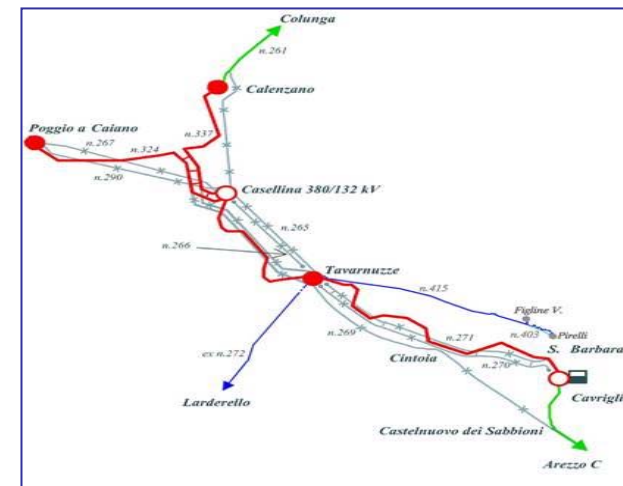 Colunga
n.261
Calenzano
Poggio a Caiano
n.267
n.324
n.337
n.290
Casellina 380/132 kV
n.265
n.266
Tavarnuzze
n.415
Figline V.
n.403
Pirelli
n.269
n.271
S. Barbara
Cintoia
n.270
ex n.272
Cavrigli
Larderello
Castelnuovo dei Sabbioni
Arezzo C